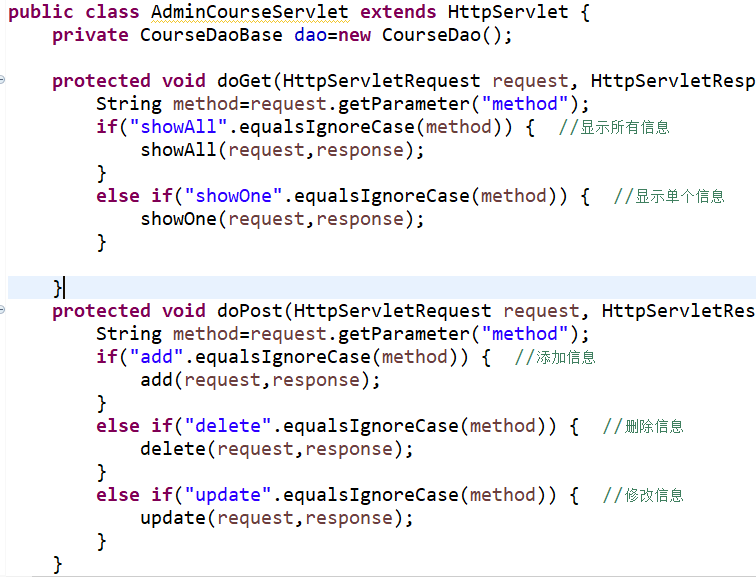 public class AdminCourseServlet extends HttpServlet {
    private CourseDaoBase dao=new CourseDao();

    protected void doGet(HttpServletRequest request, HttpServletResp
        String method=request.getParameter("method");
        if("showAll".equalsIgnoreCase(method)) {  //显示所有信息
            showAll(request,response);
        }
        else if("showOne".equalsIgnoreCase(method)) {  //显示单个信息
            showOne(request,response);
        }

    }
    protected void doPost(HttpServletRequest request, HttpServletRes
        String method=request.getParameter("method");
        if("add".equalsIgnoreCase(method)) {  //添加信息
            add(request,response);
        }
        else if("delete".equalsIgnoreCase(method)) {  //删除信息
            delete(request,response);
        }
        else if("update".equalsIgnoreCase(method)) {  //修改信息
            update(request,response);
        }
    }